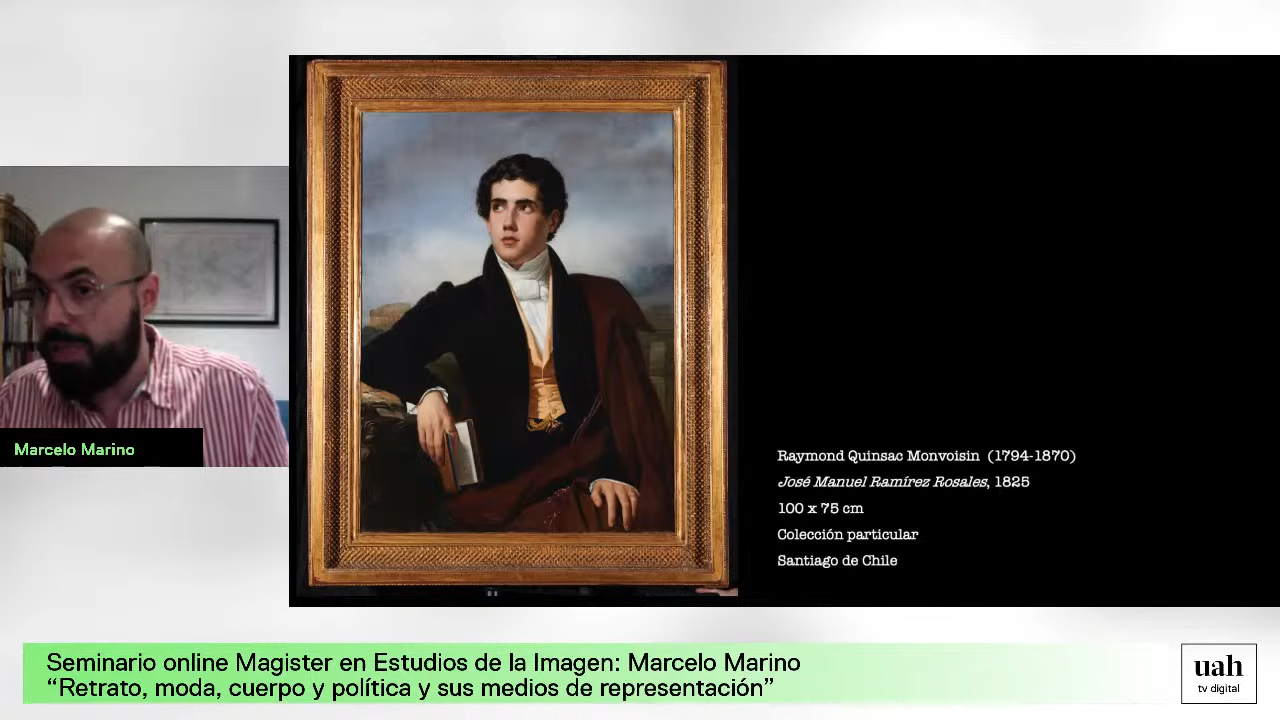 Marcelo Marino
Raymond Quinsac Monvoisin (1794-1870)
José Manuel Ramírez Rosales, 1825
100 x 75 cm
Colección particular
Santiago de Chile
Seminario online Magister en Estudios de la Imagen: Marcelo Marino
“Retrato, moda, cuerpo y política y sus medios de representación”
uah
tv digital